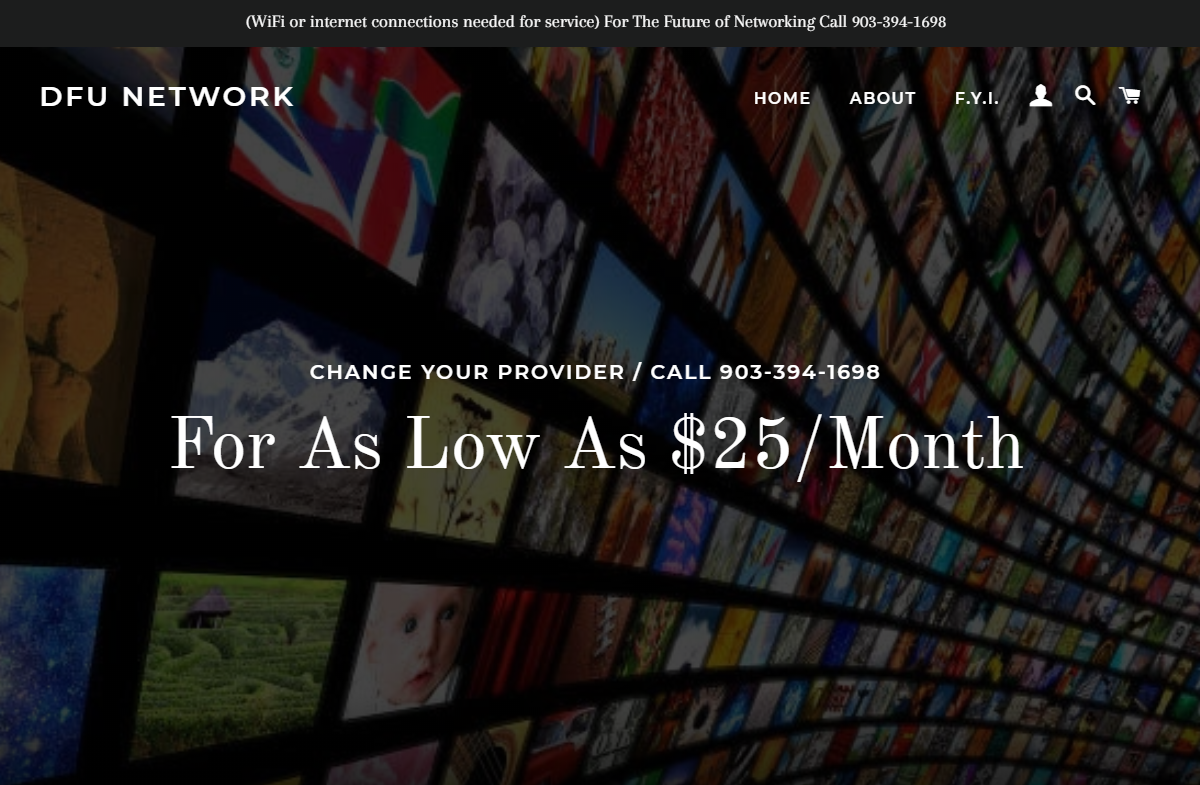 (WiFi or internet connections needed for service) For The Future of Networking Call 903-394-1698
DFU NETWORK
HOME ABOUT F.Y.I.
CHANGE YOUR PROVIDER / CALL 903-394-1698
For As Low As $25/Month